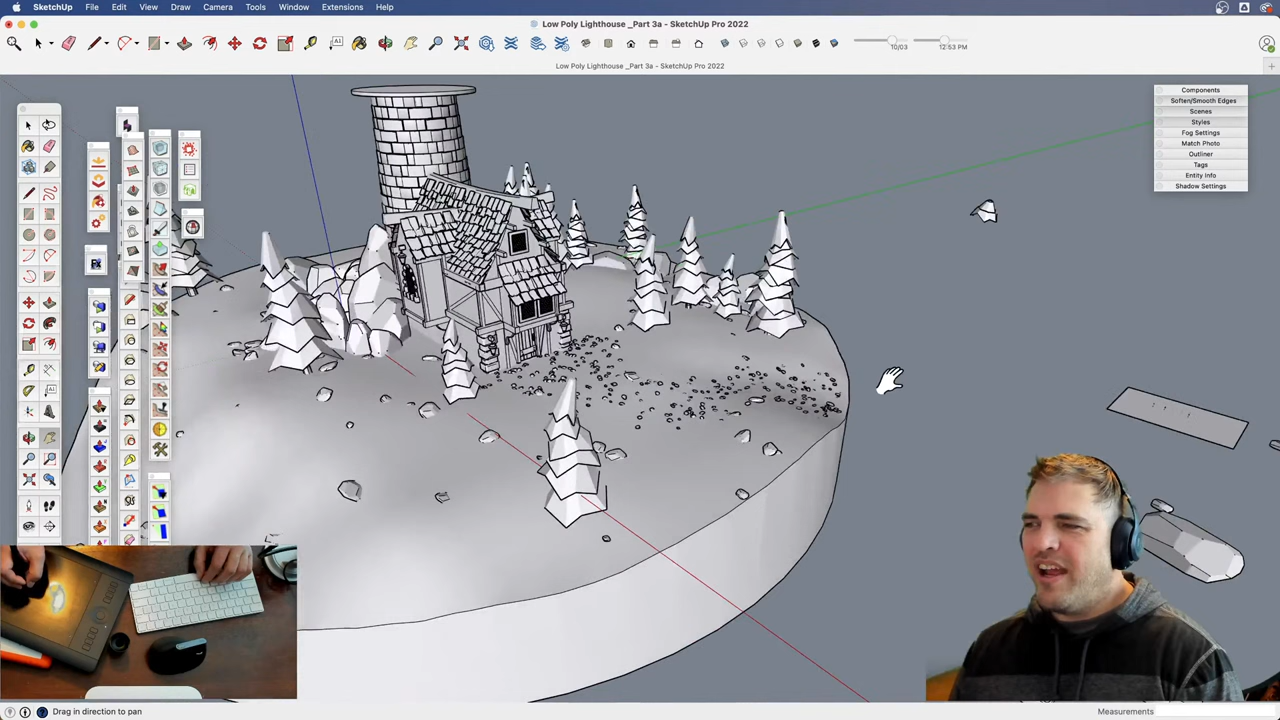 SketchUp File Edit View Draw Camera Tools Window Extensions Help
Low Poly Lighthouse _Part 3a - SketchUp Pro 2022
10/03 12:53 PM
Low Poly Lighthouse _Part 3a - SketchUp Pro 2022
Components
Soften/Smooth Edges
Scenes
Styles
Fog Settings
Match Photo
Outliner
Tags
Entity Info
Shadow Settings
Drag in direction to pan
Measurements